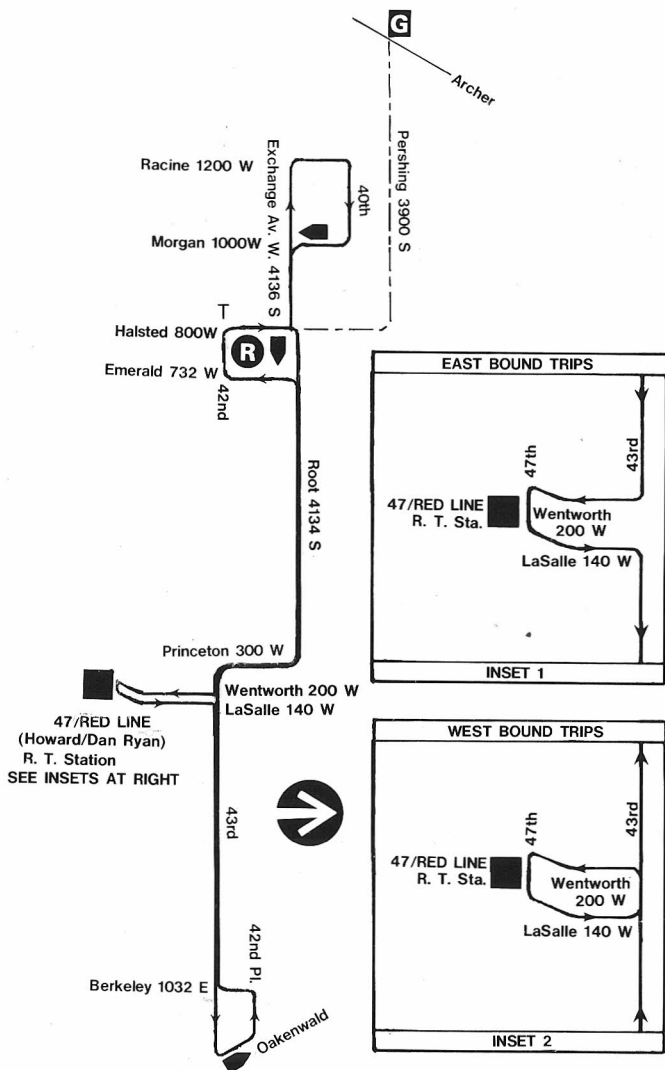 G
Archer
Pershing 3900 S
Exchange Av. W. 4136 S
Racine 1200 W
40th
Morgan 1000W
T
Halsted 800W
R
Emerald 732 W
42nd
Root 4134 S
Princeton 300 W
Wentworth 200 W
LaSalle 140 W
47/RED LINE
(Howard/Dan Ryan)
R. T. Station
SEE INSETS AT RIGHT
43rd
42nd Pl.
Berkeley 1032 E
Oakenwald
EAST BOUND TRIPS
43rd
47th
47/RED LINE
R. T. Sta.
Wentworth
200 W
LaSalle 140 W
INSET 1
WEST BOUND TRIPS
43rd
47th
47/RED LINE
R. T. Sta.
Wentworth
200 W
LaSalle 140 W
INSET 2